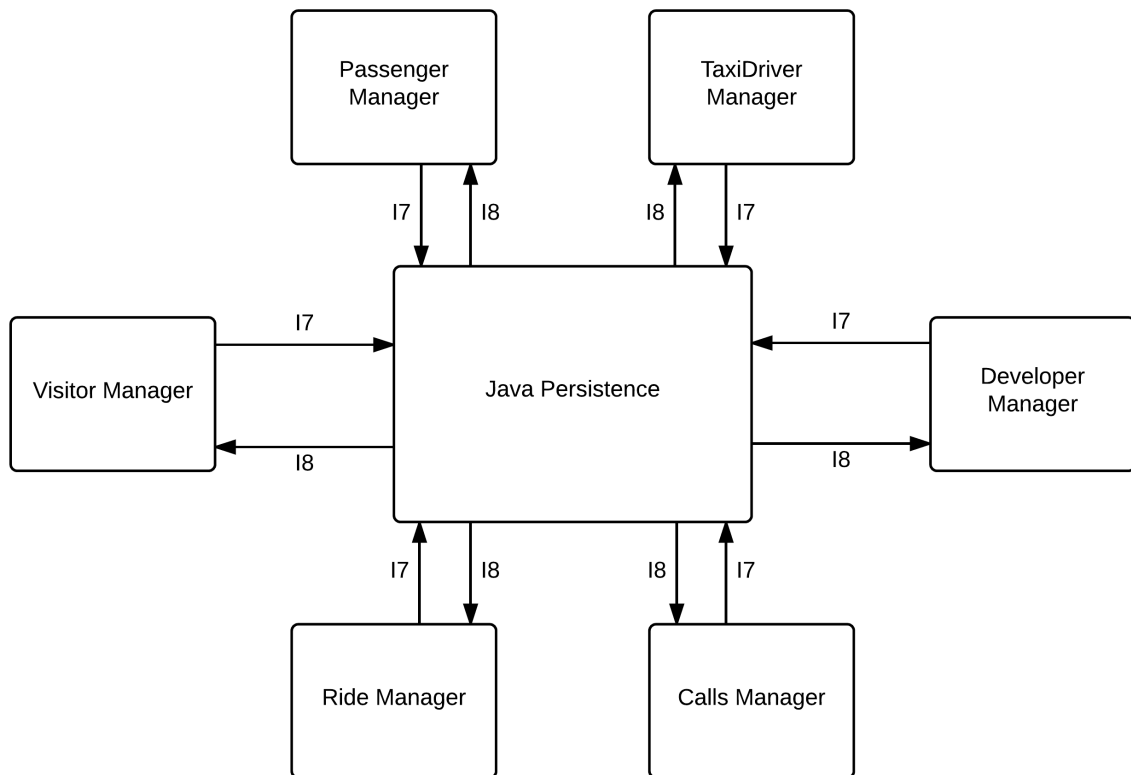 Passenger
Manager
TaxiDriver
Manager
I7
I8
I8
I7
I7
I7
Visitor Manager
Java Persistence
Developer
Manager
I8
I8
I7
I8
I8
I7
Ride Manager
Calls Manager